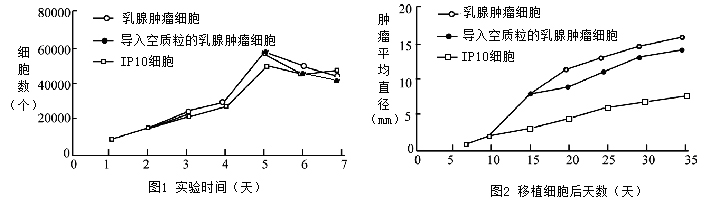 乳腺肿瘤细胞
导入空质粒的乳腺肿瘤细胞
IP10细胞
细胞数(个)
80000
60000
40000
20000
0
0 1 2 3 4 5 6 7
图1 实验时间(天)
乳腺肿瘤细胞
导入空质粒的乳腺肿瘤细胞
IP10细胞
肿瘤平均直径(mm)
20
15
10
5
0
0 5 10 15 20 25 30 35
图2 移植细胞后天数(天)